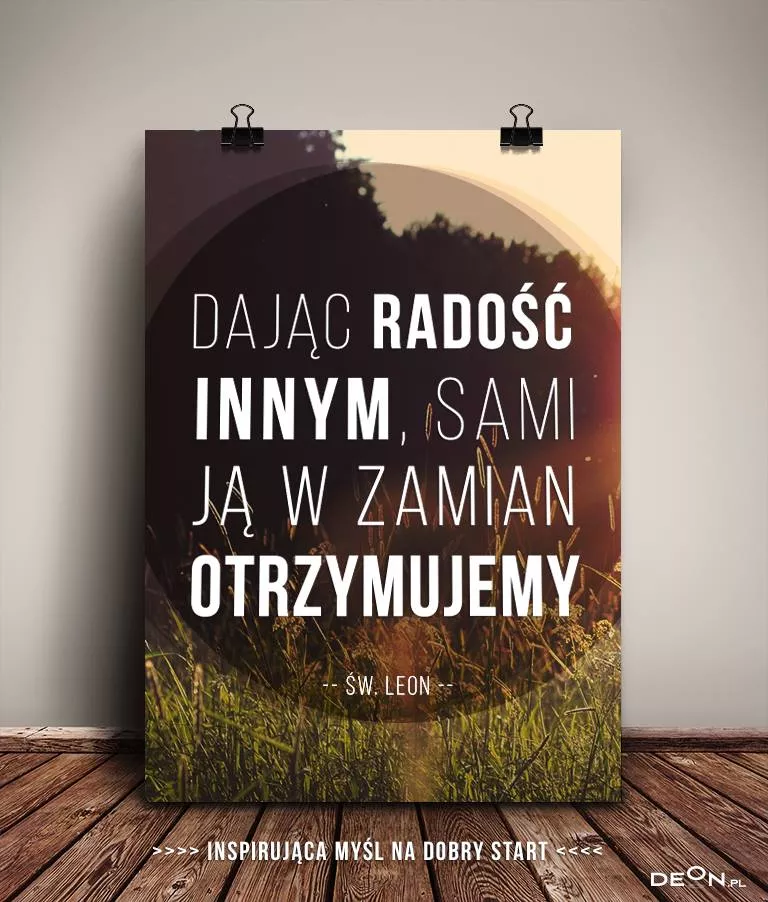 DAJĄC RADOŚĆ
INNYM, SAMI
JĄ W ZAMIAN
OTRZYMUJEMY
-- ŚW. LEON --
>>>> INSPIRUJĄCA MYŚL NA DOBRY START <<<<
DEON.PL